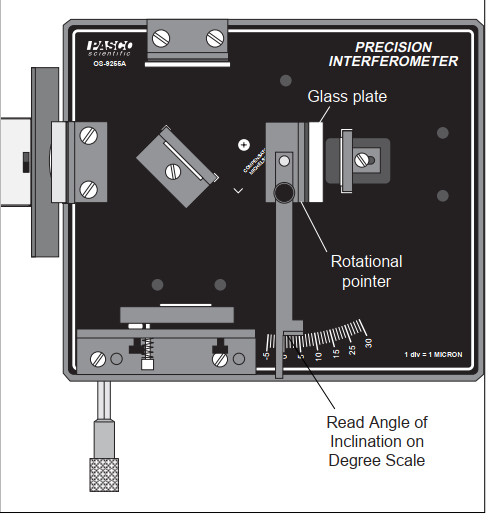 PASCO
scientific
OS-9255A
PRECISION
INTERFEROMETER
Glass plate
COMPENSATOR
Rotational
pointer
-5 0 5 10 15 25 30
1 div = 1 MICRON
Read Angle of
Inclination on
Degree Scale